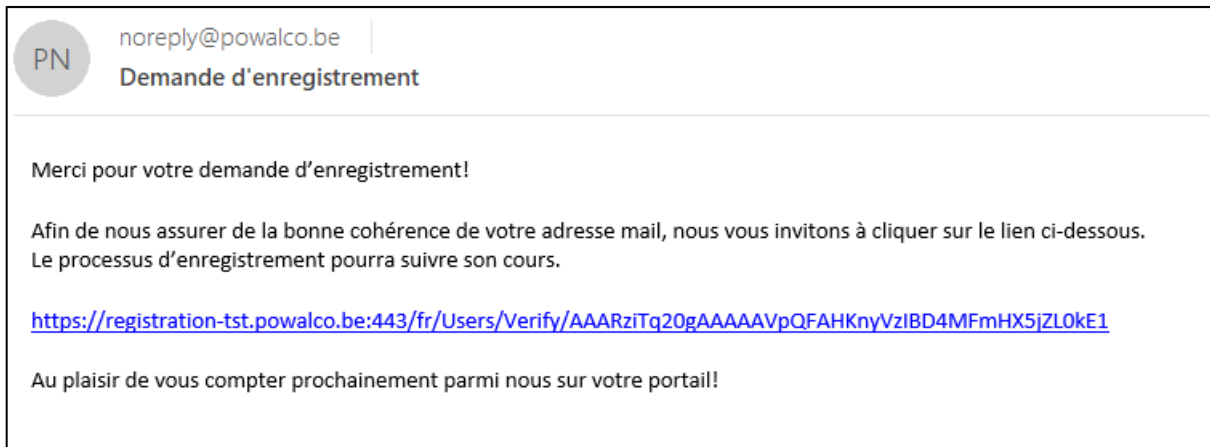 PN
noreply@powalco.be
Demande d'enregistrement
Merci pour votre demande d’enregistrement!
Afin de nous assurer de la bonne cohérence de votre adresse mail, nous vous invitons à cliquer sur le lien ci-dessous.
Le processus d’enregistrement pourra suivre son cours.
https://registration-tst.powalco.be:443/fr/Users/Verify/AAARziTq20gAAAAAVpQFAHKnyVzIBD4MFmHX5jZL0kE1
Au plaisir de vous compter prochainement parmi nous sur votre portail!